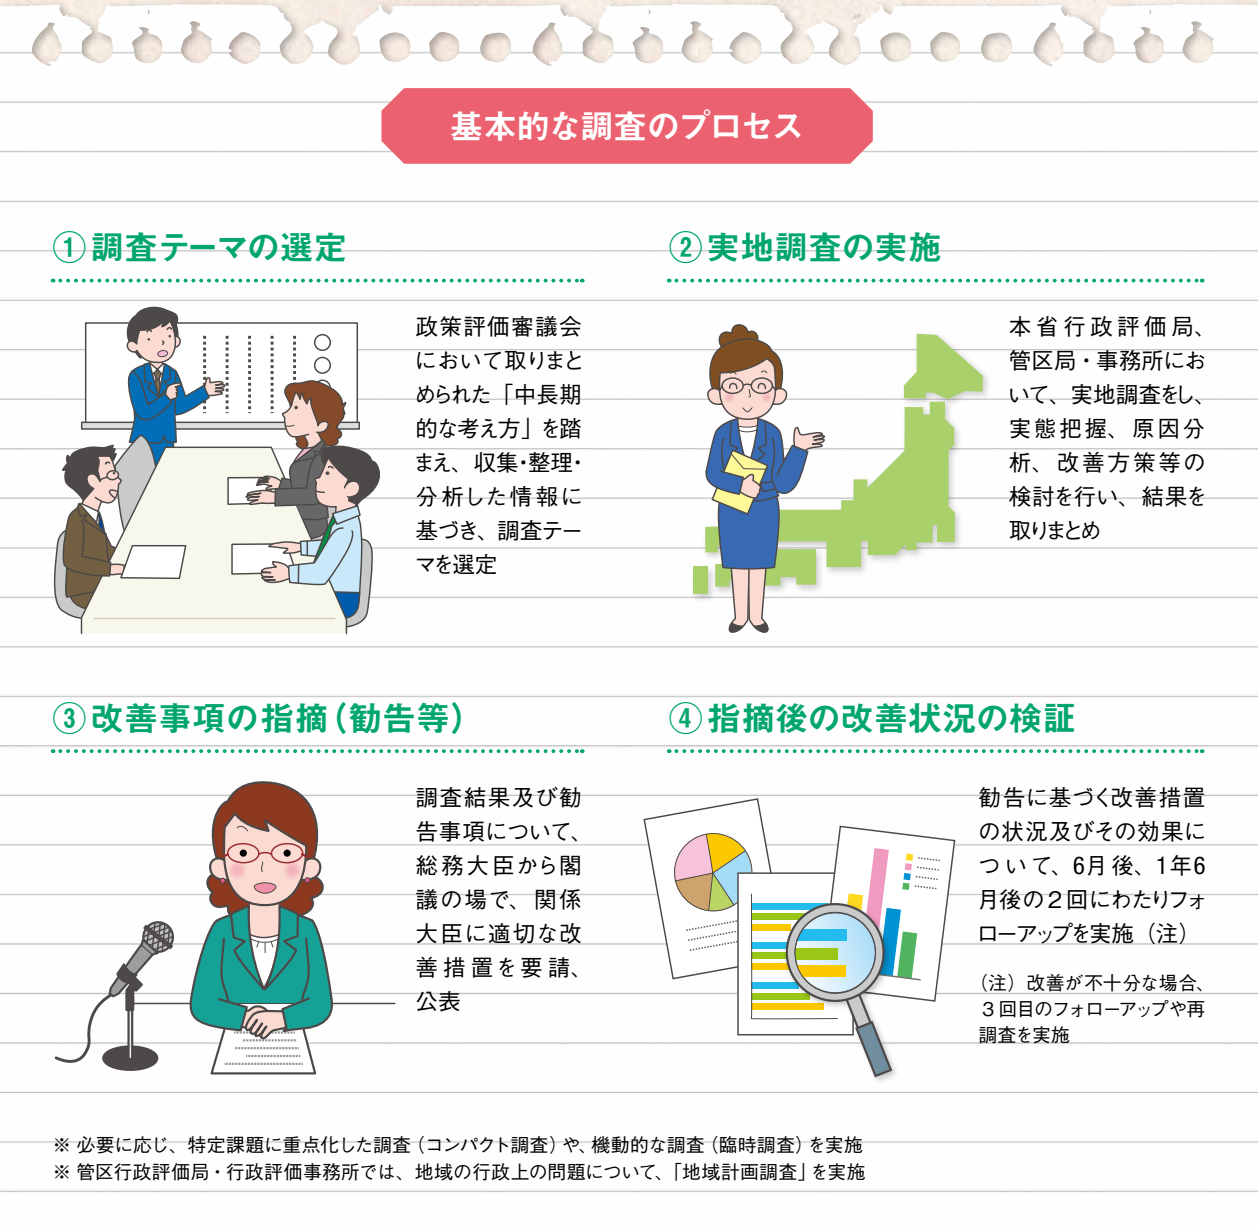 基本的な調査のプロセス
①調査テーマの選定
政策評価審議会
において取りまと
められた「中長期
的な考え方」を踏
まえ、収集・整理・
分析した情報に
基づき、調査テー
マを選定
②実地調査の実施
本省行政評価局、
管区局・事務所にお
いて、実地調査をし、
実態把握、原因分
析、改善方策等の
検討を行い、結果を
取りまとめ
③改善事項の指摘(勧告等)
調査結果及び勧
告事項について、
総務大臣から閣
議の場で、関係
大臣に適切な改
善措置を要請、
公表
④指摘後の改善状況の検証
勧告に基づく改善措置
の状況及びその効果に
ついて、6月後、1年6
月後の2回にわたりフォ
ローアップを実施(注)
(注)改善が不十分な場合、
3回目のフォローアップや再
調査を実施
※ 必要に応じ、特定課題に重点化した調査(コンパクト調査)や、機動的な調査(臨時調査)を実施
※ 管区行政評価局・行政評価事務所では、地域の行政上の問題について、「地域計画調査」を実施